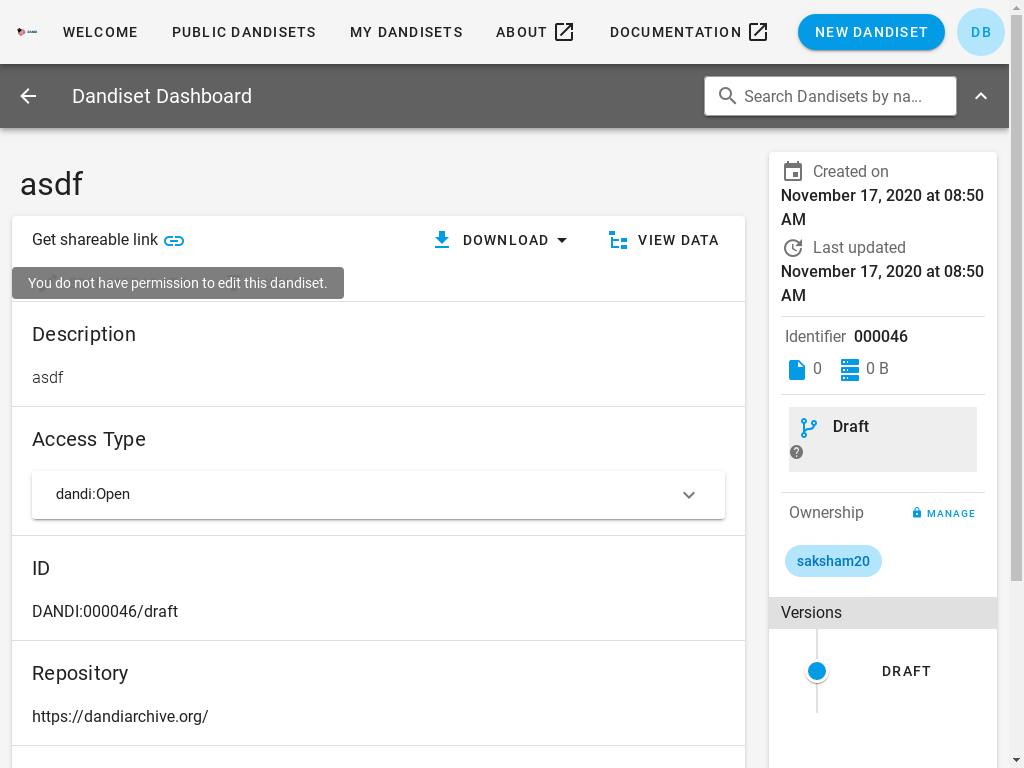 WELCOME PUBLIC DANDISETS MY DANDISETS ABOUT DOCUMENTATION NEW DANDISET DB
Dandiset Dashboard
Search Dandisets by na...
asdf
Get shareable link DOWNLOAD VIEW DATA
You do not have permission to edit this dandiset.
Description
asdf
Access Type
dandi:Open
ID
DANDI:000046/draft
Repository
https://dandiarchive.org/
Created on
November 17, 2020 at 08:50
AM
Last updated
November 17, 2020 at 08:50
AM
Identifier 000046
0 0 B
Draft
Ownership MANAGE
saksham20
Versions
DRAFT